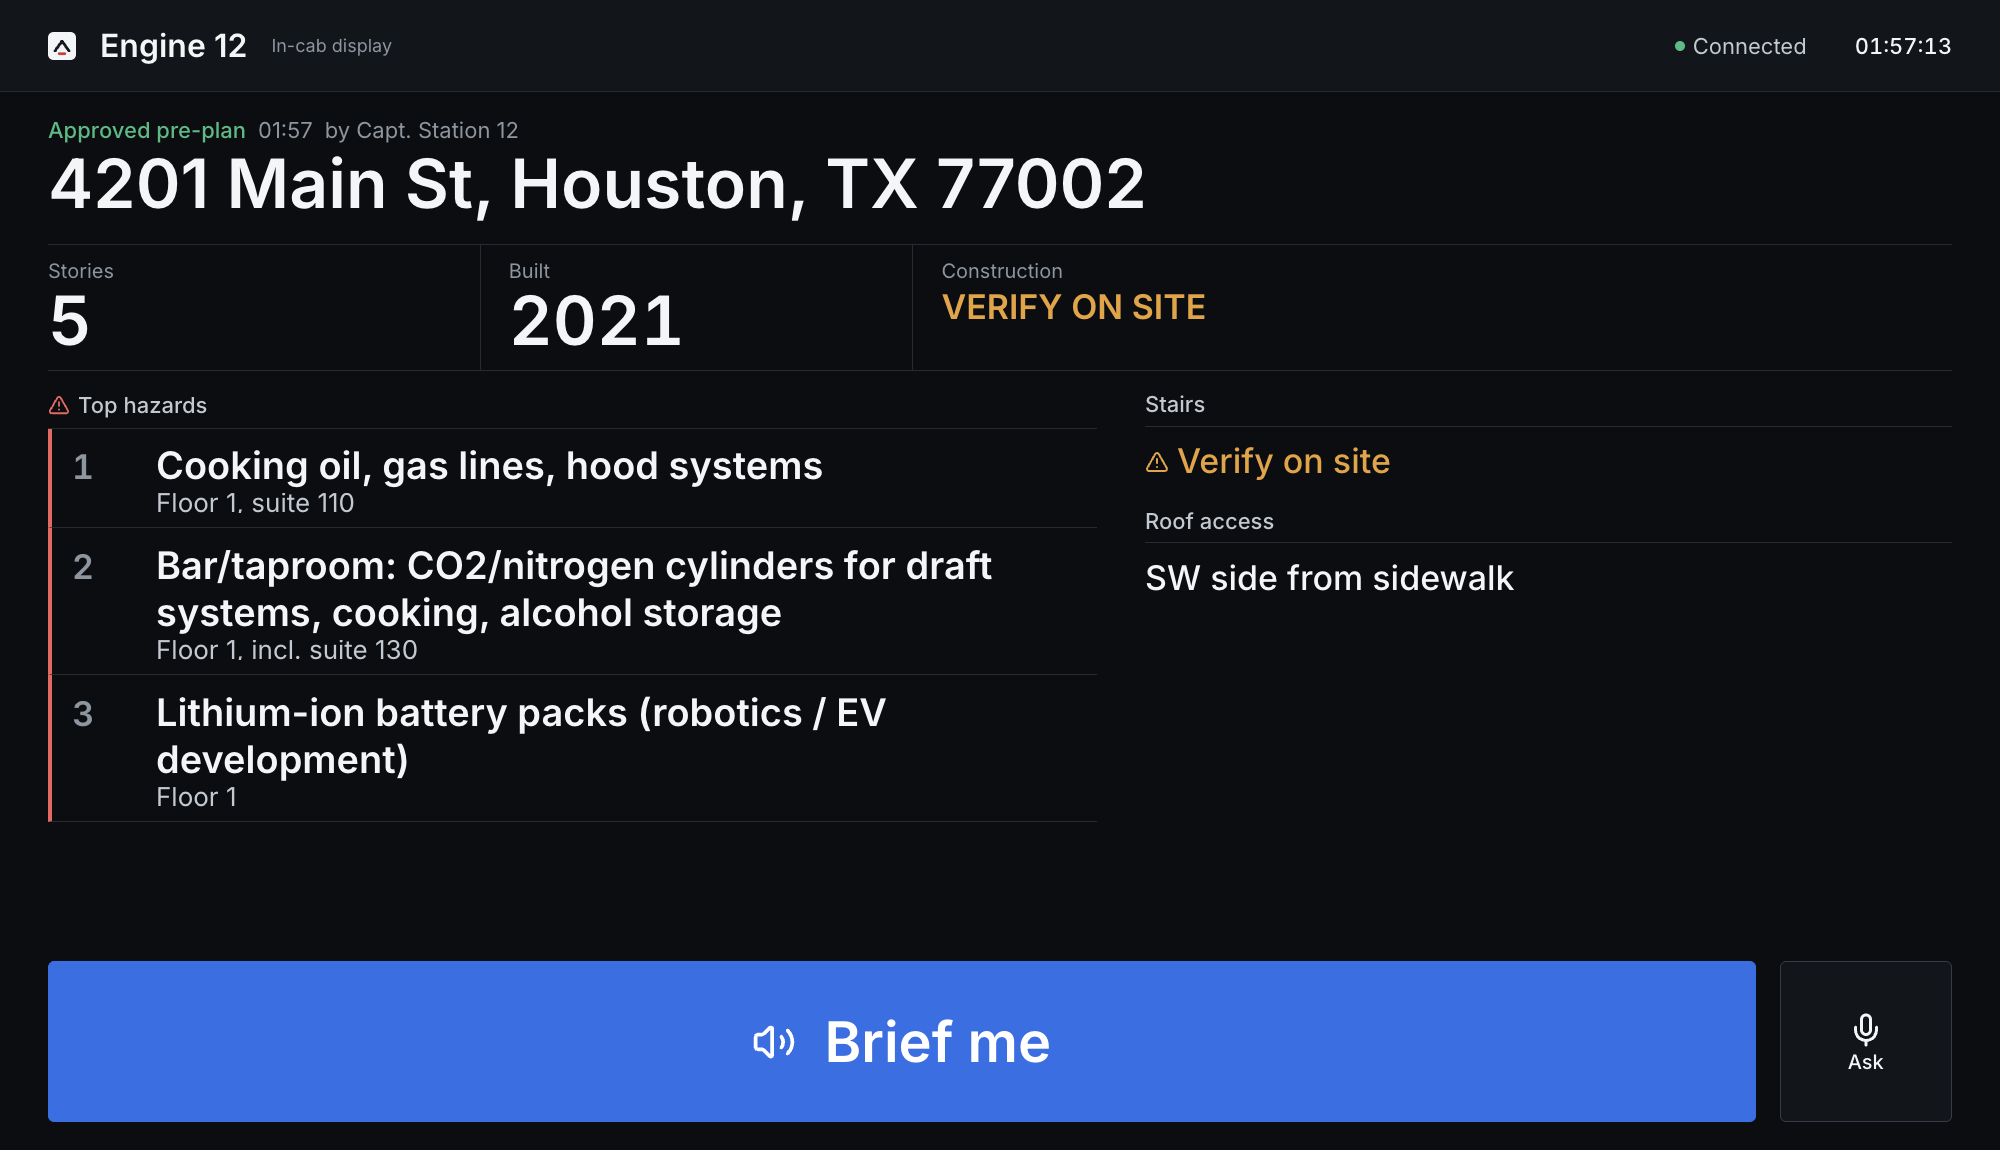 Engine 12 In-cab display
Connected 01:57:13
Approved pre-plan 01:57 by Capt. Station 12
4201 Main St, Houston, TX 77002
Stories
5
Built
2021
Construction
VERIFY ON SITE
Top hazards
1
Cooking oil, gas lines, hood systems
Floor 1, suite 110
2
Bar/taproom: CO2/nitrogen cylinders for draft
systems, cooking, alcohol storage
Floor 1, incl. suite 130
3
Lithium-ion battery packs (robotics / EV
development)
Floor 1
Stairs
Verify on site
Roof access
SW side from sidewalk
Brief me
Ask